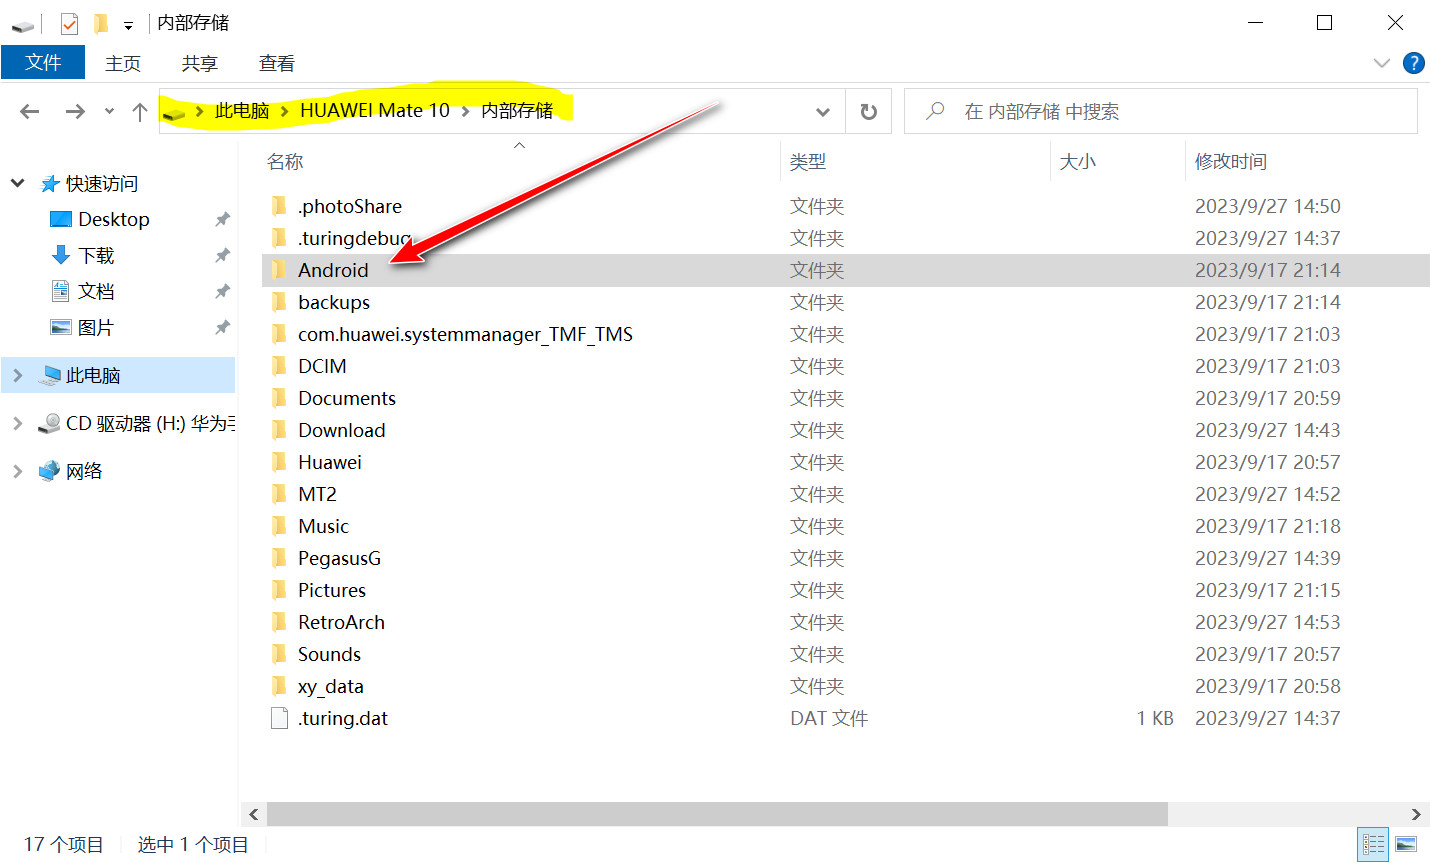 内部存储
文件 主页 共享 查看
此电脑 HUAWEI Mate 10 内部存储 在 内部存储 中搜索
名称 类型 大小 修改时间
快速访问
Desktop
下载
文档
图片
此电脑
CD 驱动器 (H:) 华为手
网络
.photoShare 文件夹 2023/9/27 14:50
.turingdebug 文件夹 2023/9/27 14:37
Android 文件夹 2023/9/17 21:14
backups 文件夹 2023/9/17 21:14
com.huawei.systemmanager_TMF_TMS 文件夹 2023/9/17 21:03
DCIM 文件夹 2023/9/17 21:03
Documents 文件夹 2023/9/17 20:59
Download 文件夹 2023/9/27 14:43
Huawei 文件夹 2023/9/17 20:57
MT2 文件夹 2023/9/27 14:52
Music 文件夹 2023/9/17 21:18
PegasusG 文件夹 2023/9/27 14:39
Pictures 文件夹 2023/9/17 21:15
RetroArch 文件夹 2023/9/27 14:53
Sounds 文件夹 2023/9/17 20:57
xy_data 文件夹 2023/9/17 20:58
.turing.dat DAT 文件 1 KB 2023/9/27 14:37
17 个项目 选中 1 个项目